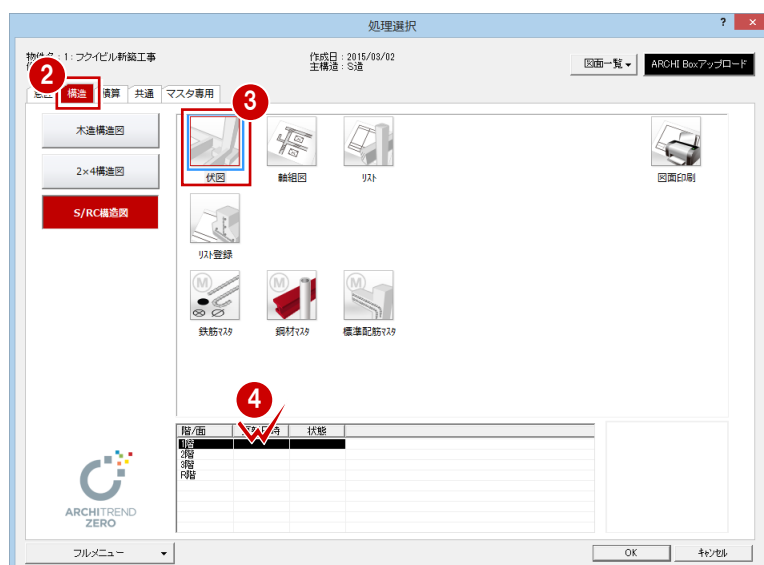 処理選択
? ×
1:フクイビル新築工事
作成日:2015/03/02
主構造:S造
図面一覧 ARCHI Boxアップロード
2
構造 積算 共通 マスタ専用
3
木造構造図
2×4構造図
S/RC構造図
伏図 軸組図 リスト 図面印刷
リスト登録
M M M
鉄筋マスタ 鋼材マスタ 標準配筋マスタ
4
階/面 状態
1階
2階
3階
R階
ARCHITREND
ZERO
フルメニュー OK キャンセル